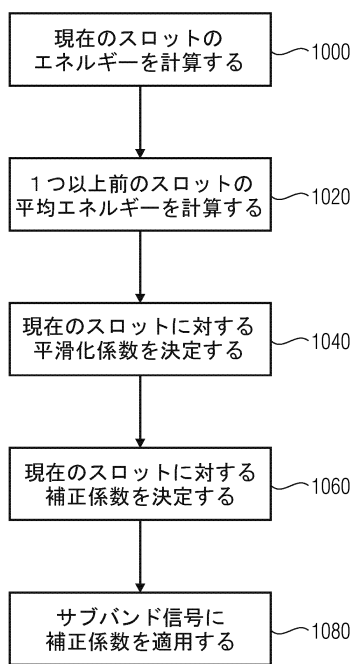 現在のスロットの
エネルギーを計算する
1000
1つ以上前のスロットの
平均エネルギーを計算する
1020
現在のスロットに対する
平滑化係数を決定する
1040
現在のスロットに対する
補正係数を決定する
1060
サブバンド信号に
補正係数を適用する
1080